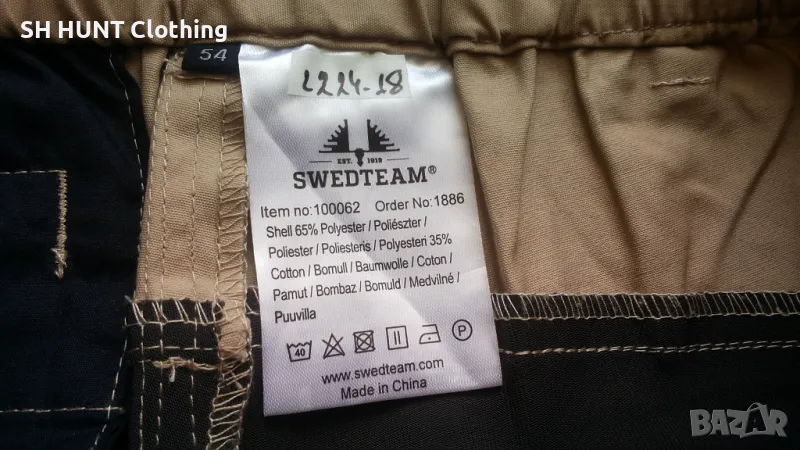 SH HUNT Clothing
54
L224-18
EST. 1919
SWEDTEAM®
Item no:100062 Order No:1886
Shell 65% Polyester / Poliészter /
Poliester / Poliesteris / Polyesteri 35%
Cotton / Bomull / Baumwolle / Coton /
Pamut / Bombaz / Bomuld / Medvilné /
Puuvilla
40 P
www.swedteam.com
Made in China
BAZAR